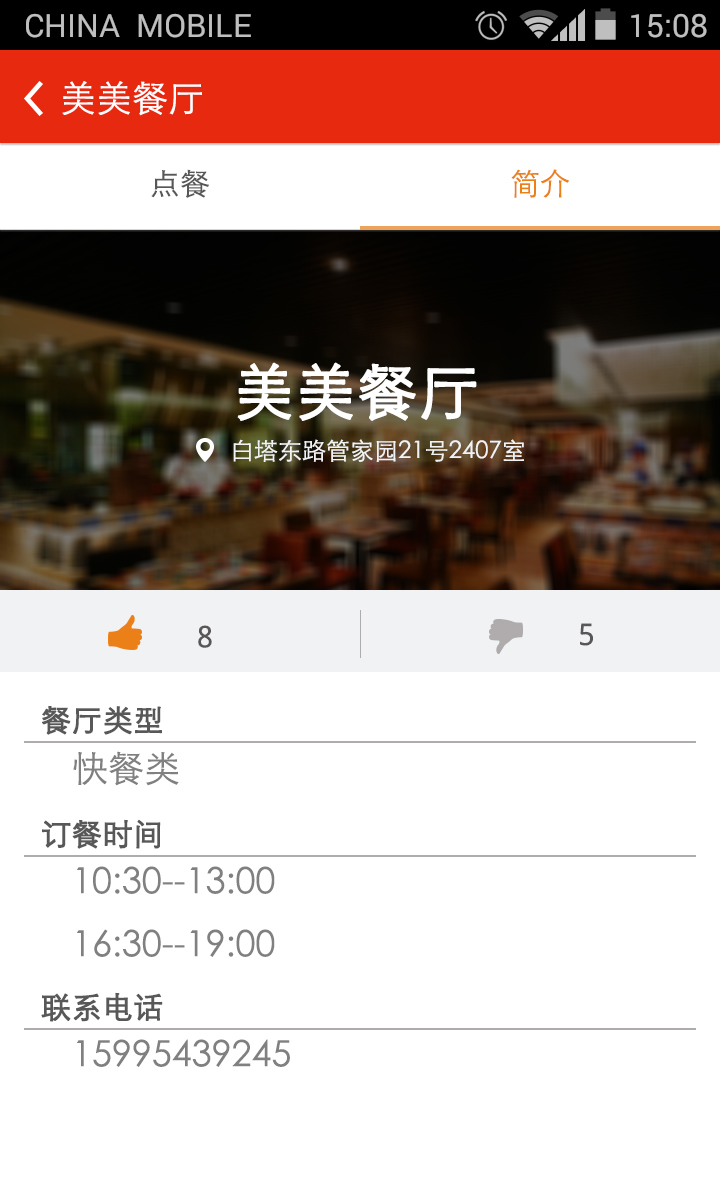 CHINA MOBILE 15:08
美美餐厅
点餐 简介
美美餐厅
白塔东路管家园21号2407室
8 5
餐厅类型
快餐类
订餐时间
10:30--13:00
16:30--19:00
联系电话
15995439245